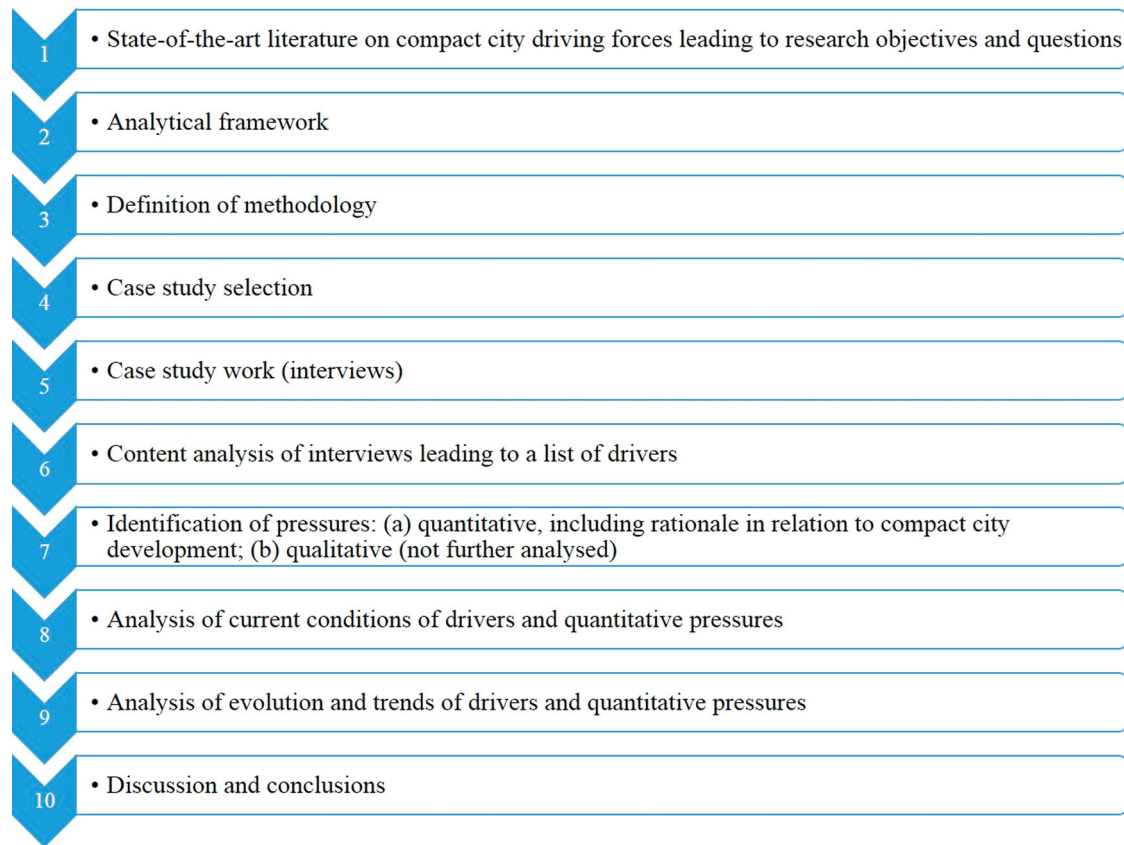 1
• State-of-the-art literature on compact city driving forces leading to research objectives and questions
2
• Analytical framework
3
• Definition of methodology
4
• Case study selection
5
• Case study work (interviews)
6
• Content analysis of interviews leading to a list of drivers
7
• Identification of pressures: (a) quantitative, including rationale in relation to compact city
development; (b) qualitative (not further analysed)
8
• Analysis of current conditions of drivers and quantitative pressures
9
• Analysis of evolution and trends of drivers and quantitative pressures
10
• Discussion and conclusions